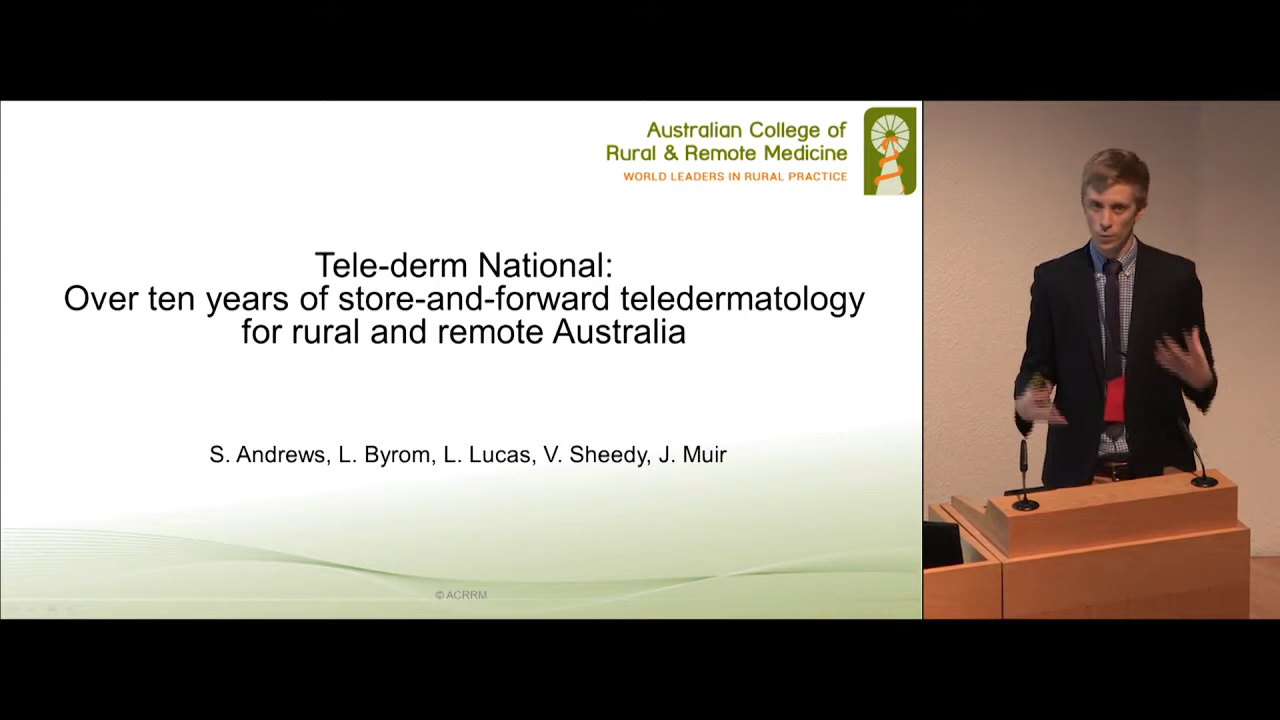 Australian College of
Rural & Remote Medicine
WORLD LEADERS IN RURAL PRACTICE
Tele-derm National:
Over ten years of store-and-forward teledermatology
for rural and remote Australia
S. Andrews, L. Byrom, L. Lucas, V. Sheedy, J. Muir
© ACRRM